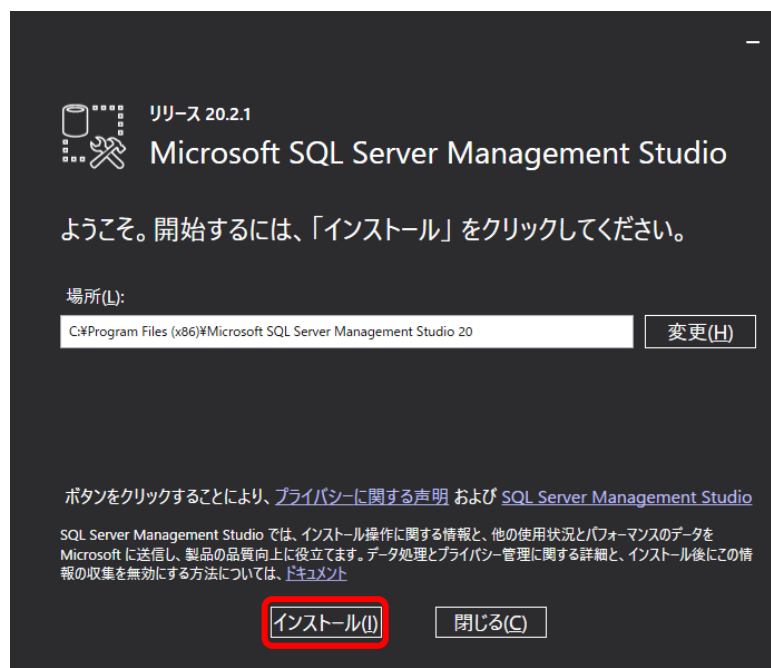 リリース 20.2.1
Microsoft SQL Server Management Studio
ようこそ。開始するには、「インストール」をクリックしてください。
場所(L):
C:¥Program Files (x86)¥Microsoft SQL Server Management Studio 20
変更(H)
ボタンをクリックすることにより、プライバシーに関する声明 および SQL Server Management Studio
SQL Server Management Studio では、インストール操作に関する情報と、他の使用状況とパフォーマンスのデータを
Microsoft に送信し、製品の品質向上に役立てます。データ処理とプライバシー管理に関する詳細と、インストール後にこの情
報の収集を無効にする方法については、ドキュメント
インストール(I)
閉じる(C)